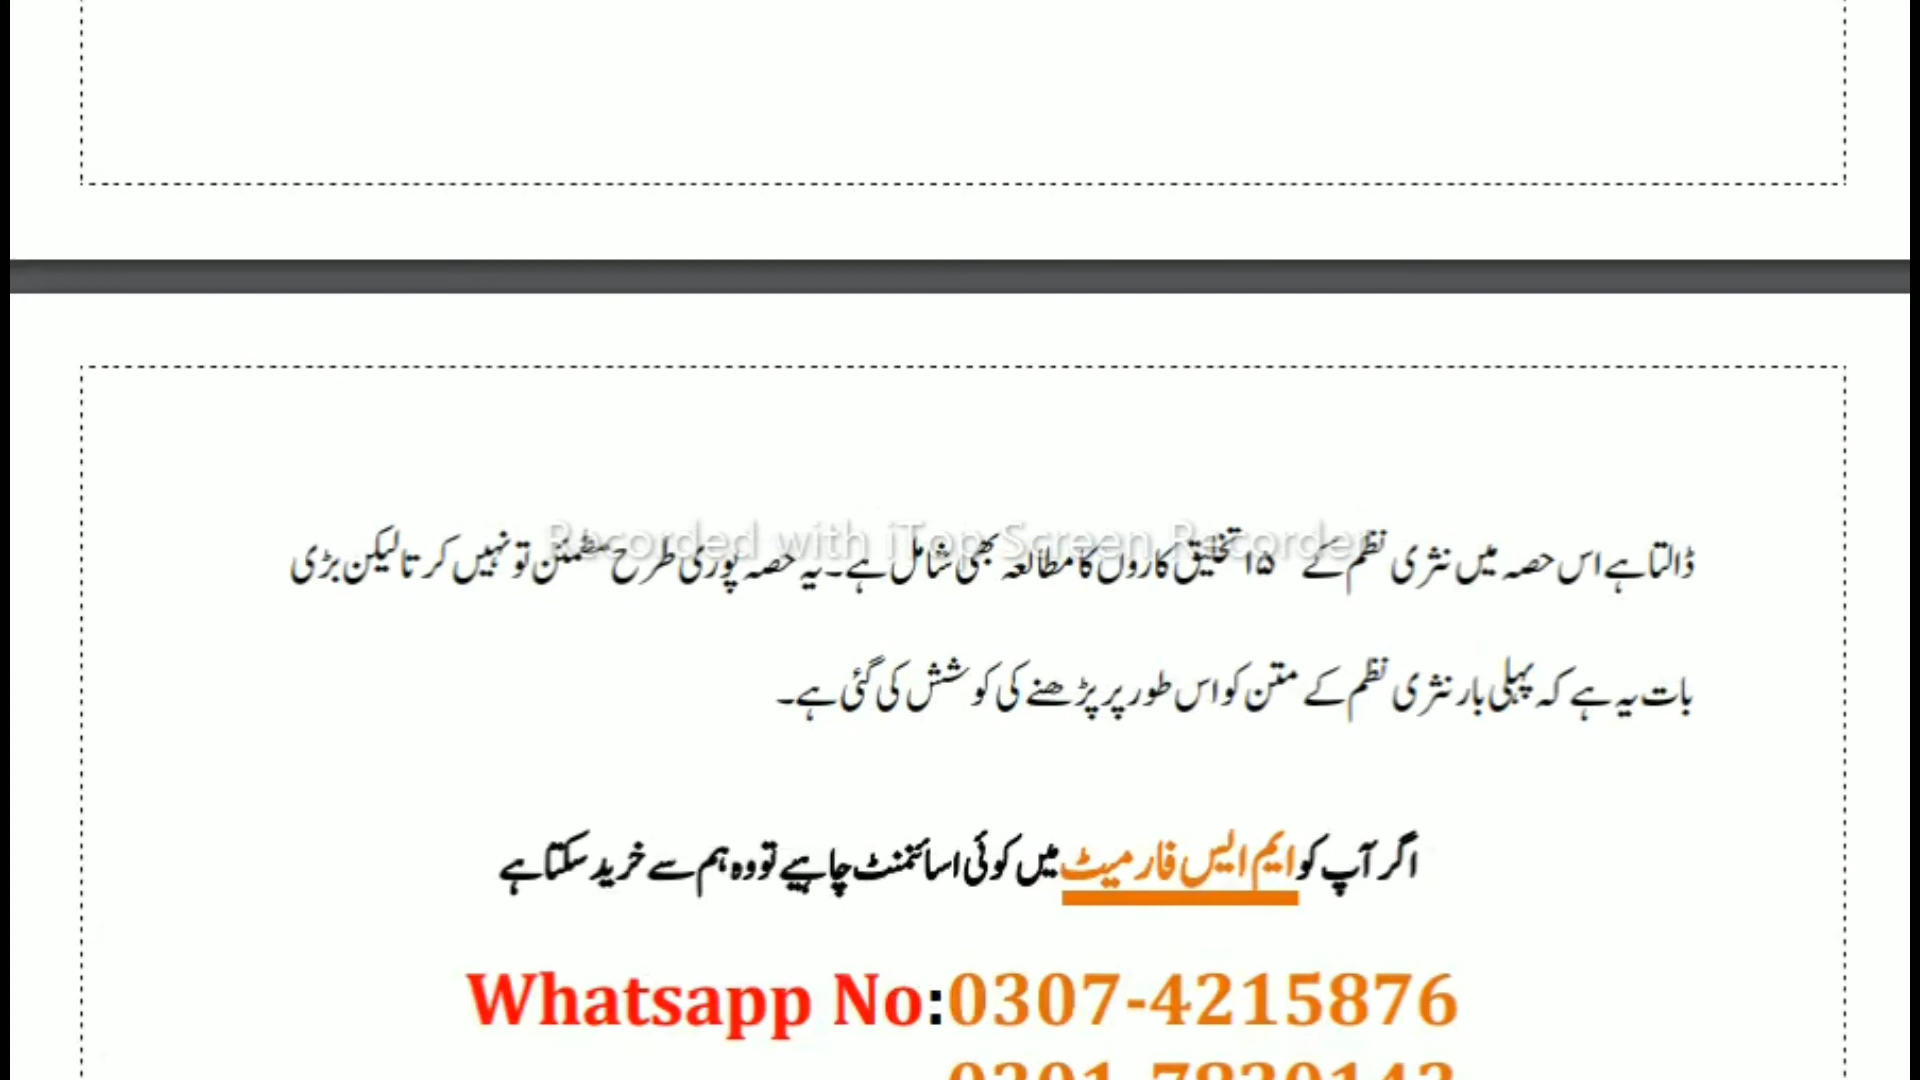 Recorded with iTop Screen Recorder
ڈالتا ہے اس حصہ میں نثری نظم کے ۱۵ تخلیق کاروں کا مطالعہ بھی شامل ہے۔ یہ حصہ پوری طرح مطمئن تو نہیں کرتا لیکن بڑی
بات یہ ہے کہ پہلی بار نثری نظم کے متن کو اس طور پر پڑھنے کی کوشش کی گئی ہے۔
اگر آپ کو ایم ایس فارمیٹ میں کوئی اسائنمنٹ چاہیے تو وہ ہم سے خرید سکتا ہے
Whatsapp No:0307-4215876
0301-7830143